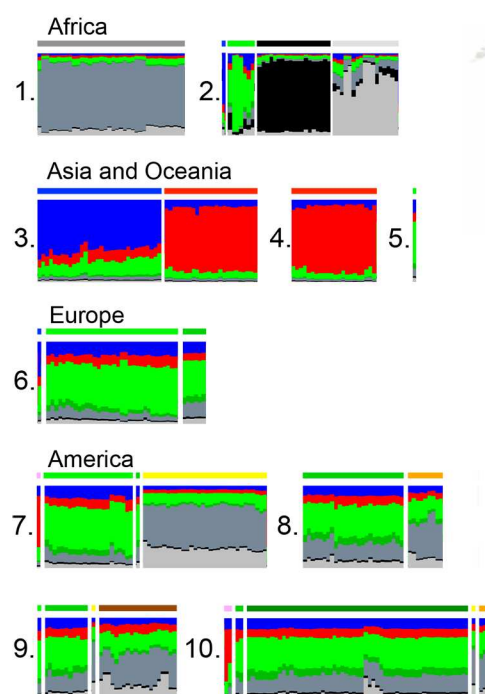 Africa
1. 2.
Asia and Oceania
3. 4. 5.
Europe
6.
America
7. 8.
9. 10.